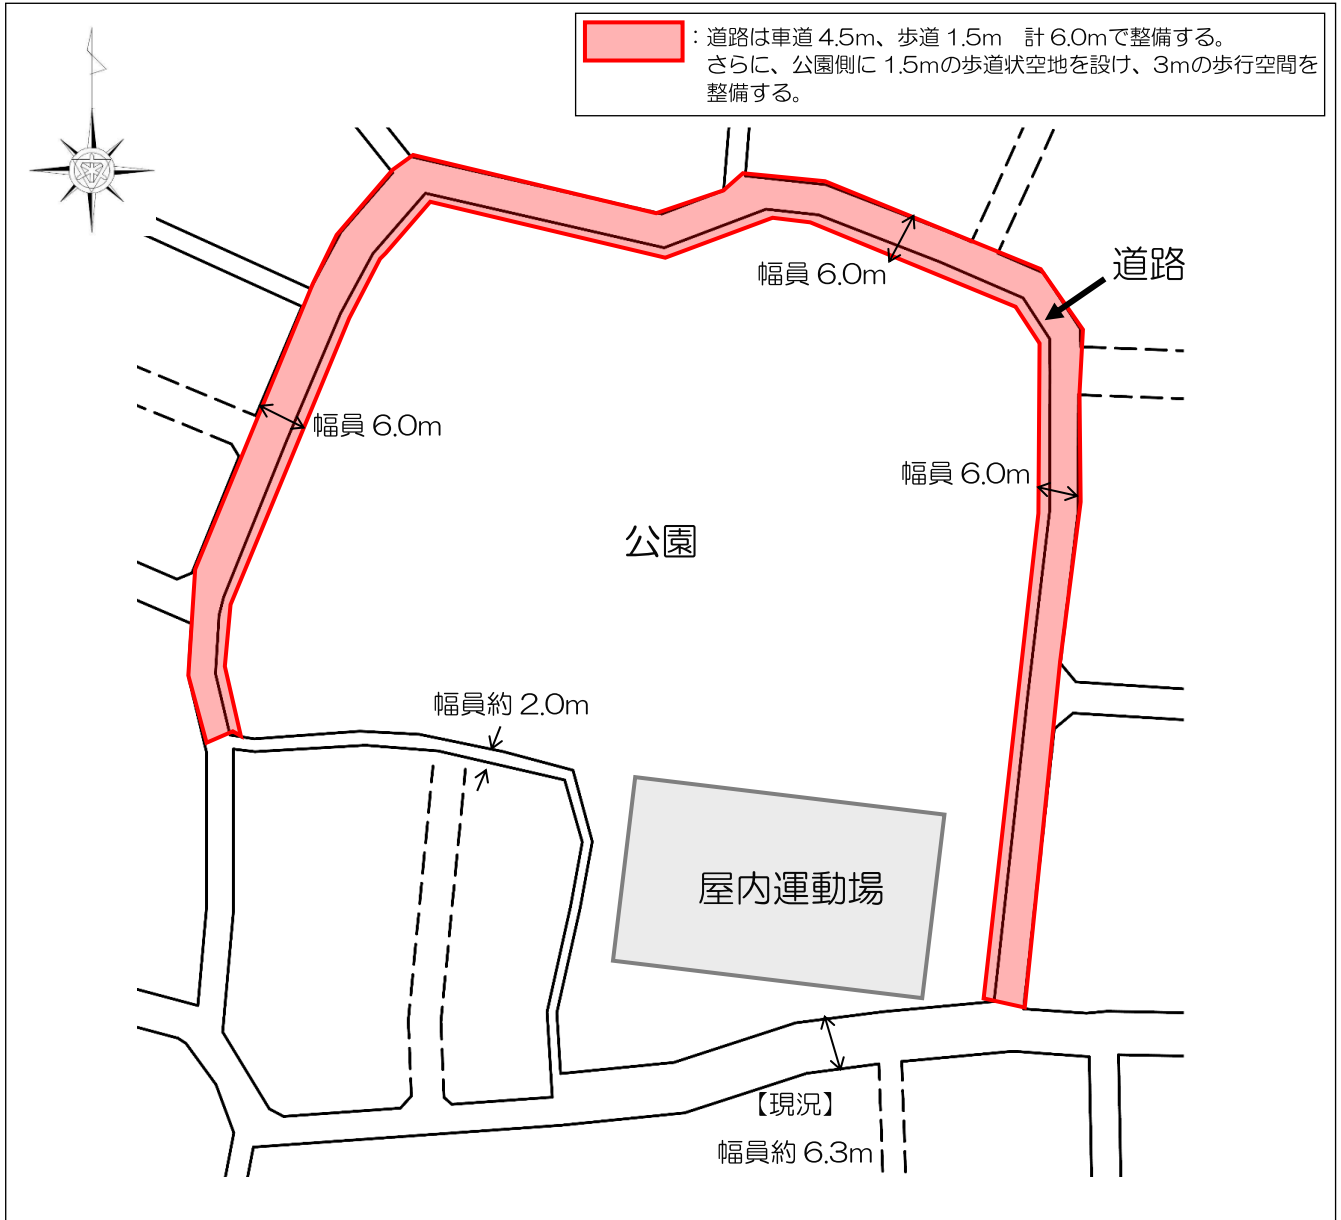 ：道路は車道 4.5m、歩道 1.5m　計 6.0mで整備する。
さらに、公園側に 1.5mの歩道状空地を設け、3mの歩行空間を
整備する。
道路
幅員 6.0m
幅員 6.0m
幅員 6.0m
公園
幅員約 2.0m
屋内運動場
【現況】
幅員約 6.3m